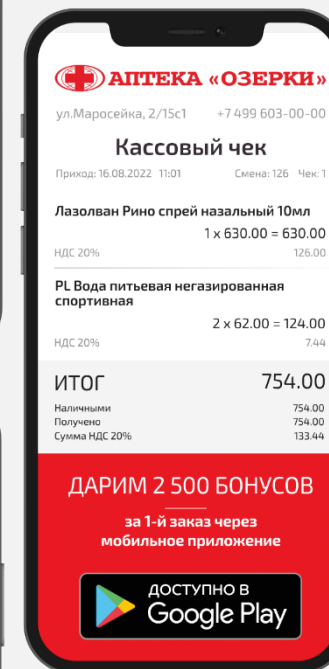 АПТЕКА «ОЗЕРКИ»
ул.Маросейка, 2/15с1 +7 499 603-00-00
Кассовый чек
Приход: 16.08.2022 11:01 Смена: 126 Чек: 1
Лазолван Рино спрей назальный 10мл
1 x 630.00 = 630.00
НДС 20% 126.00
PL Вода питьевая негазированная
спортивная
2 x 62.00 = 124.00
НДС 20% 7.44
ИТОГ 754.00
Наличными 754.00
Получено 754.00
Сумма НДС 20% 133.44
ДАРИМ 2 500 БОНУСОВ
за 1-й заказ через
мобильное приложение
ДОСТУПНО В
Google Play